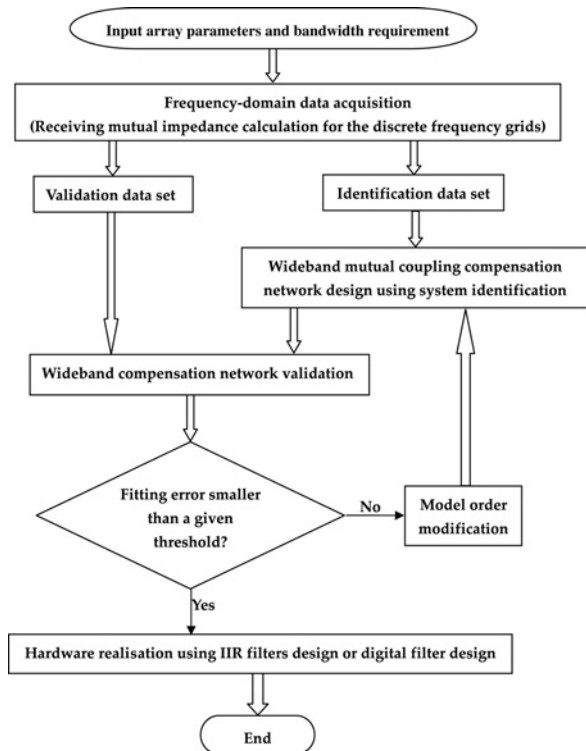 Input array parameters and bandwidth requirement
Frequency-domain data acquisition
(Receiving mutual impedance calculation for the discrete frequency grids)
Validation data set
Identification data set
Wideband mutual coupling compensation
network design using system identification
Wideband compensation network validation
Fitting error smaller
than a given
threshold?
No
Model order
modification
Yes
Hardware realisation using IIR filters design or digital filter design
End